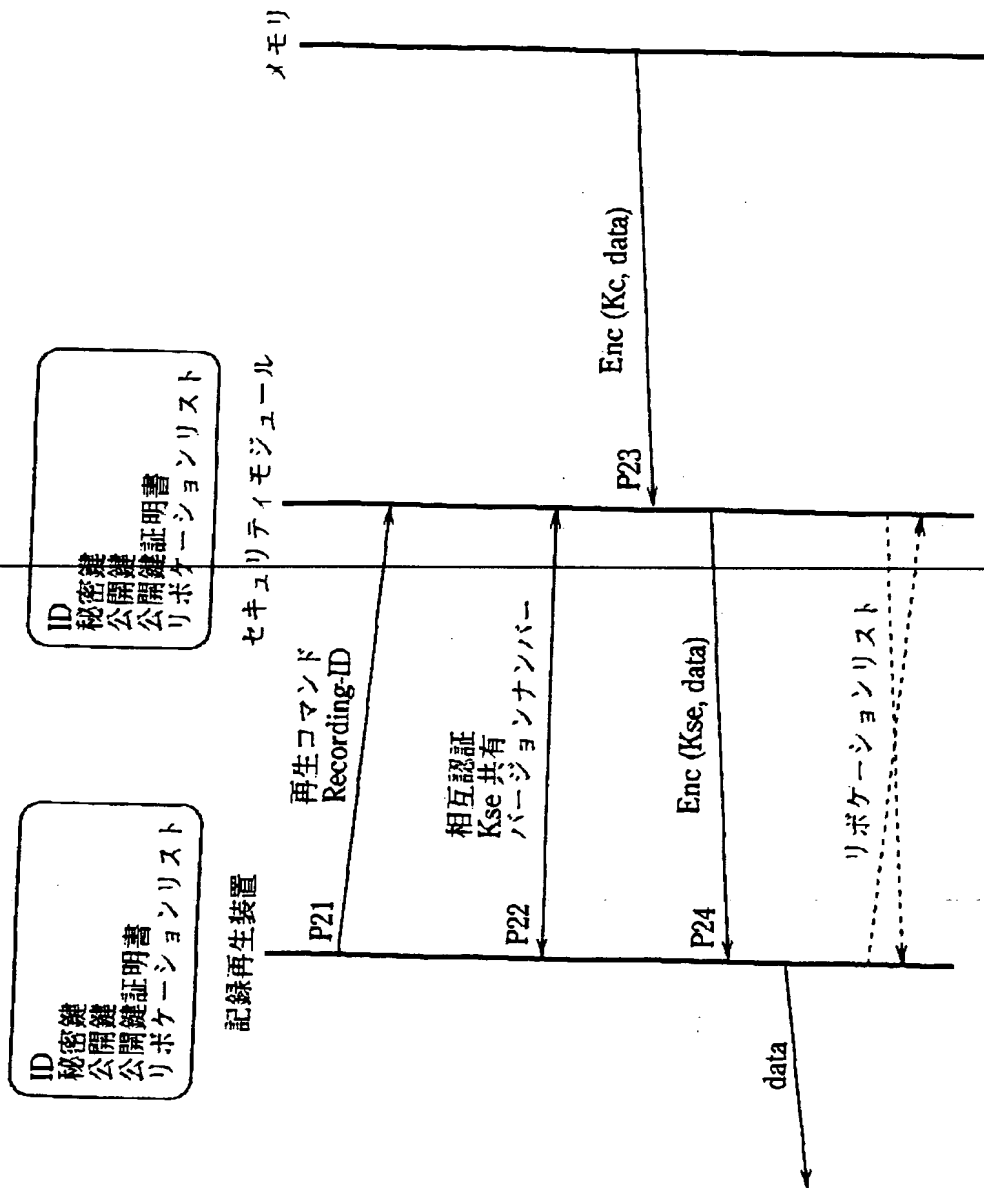 ID
秘密鍵
公開鍵
公開鍵証明書
リボケーションリスト
記録再生装置
ID
秘密鍵
公開鍵
公開鍵証明書
リボケーションリスト
セキュリティモジュール
メモリ
P21
再生コマンド
Recording-ID
P22
相互認証
Kse 共有
バージョンナンバー
P23
Enc (Kc, data)
P24
Enc (Kse, data)
data
リボケーションリスト